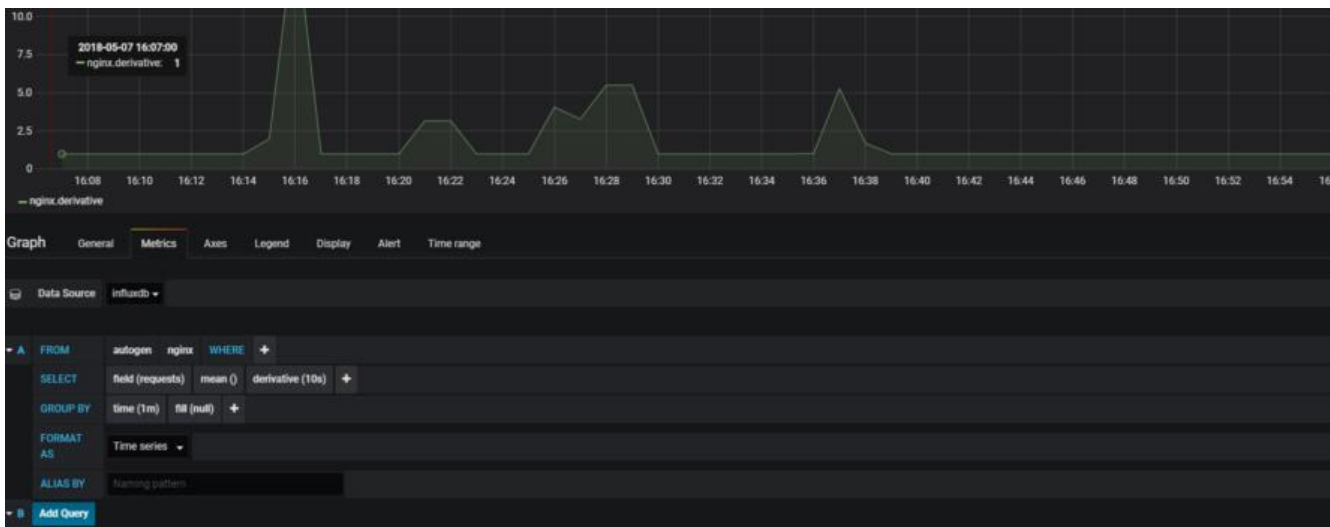 10.0
7.5
5.0
2.5
0
2018-05-07 16:07:00
nginx.derivative: 1
16:08 16:10 16:12 16:14 16:16 16:18 16:20 16:22 16:24 16:26 16:28 16:30 16:32 16:34 16:36 16:38 16:40 16:42 16:44 16:46 16:48 16:50 16:52 16:54 16
nginx.derivative
Graph General Metrics Axes Legend Display Alert Time range
Data Source influxdb
A FROM autogen nginx WHERE +
SELECT field (requests) mean () derivative (10s) +
GROUP BY time (1m) fill (null) +
FORMAT
AS Time series
ALIAS BY Naming pattern
B Add Query